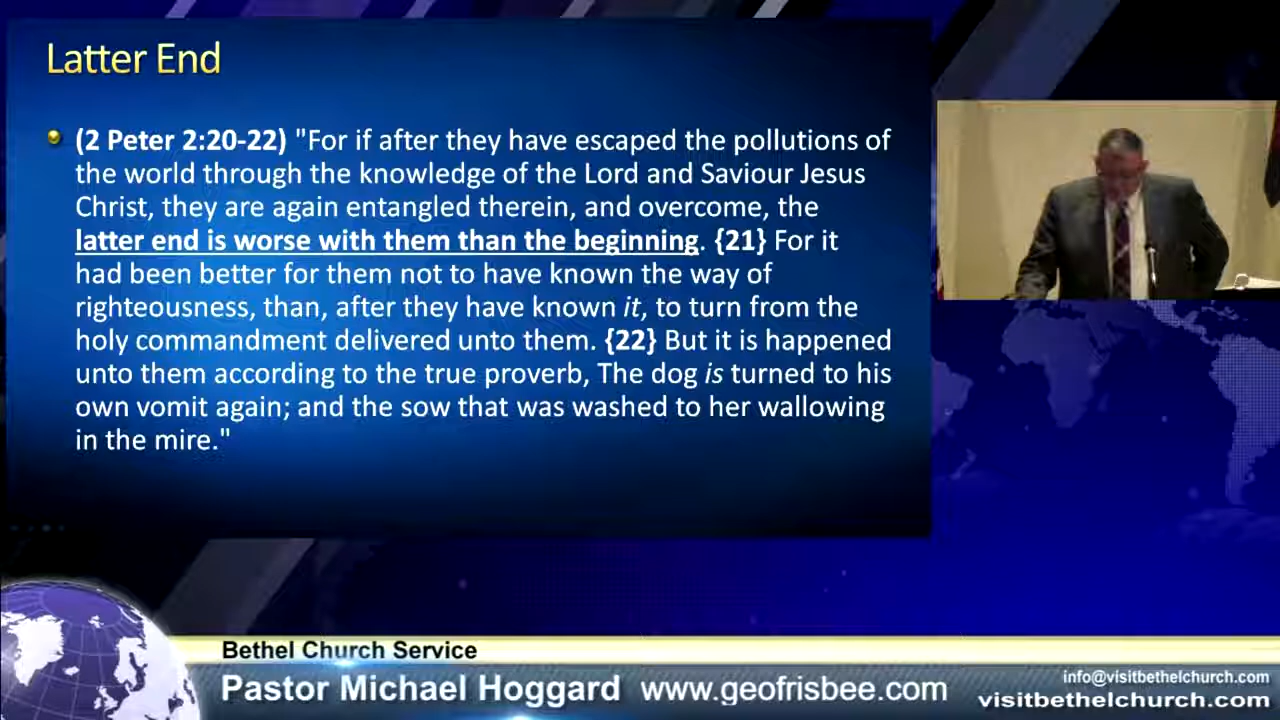 Latter End
(2 Peter 2:20-22) "For if after they have escaped the pollutions of
the world through the knowledge of the Lord and Saviour Jesus
Christ, they are again entangled therein, and overcome, the
latter end is worse with them than the beginning. {21} For it
had been better for them not to have known the way of
righteousness, than, after they have known it, to turn from the
holy commandment delivered unto them. {22} But it is happened
unto them according to the true proverb, The dog is turned to his
own vomit again; and the sow that was washed to her wallowing
in the mire."
Bethel Church Service
Pastor Michael Hoggard www.geofrisbee.com
info@visitbethelchurch.com
visitbethelchurch.com